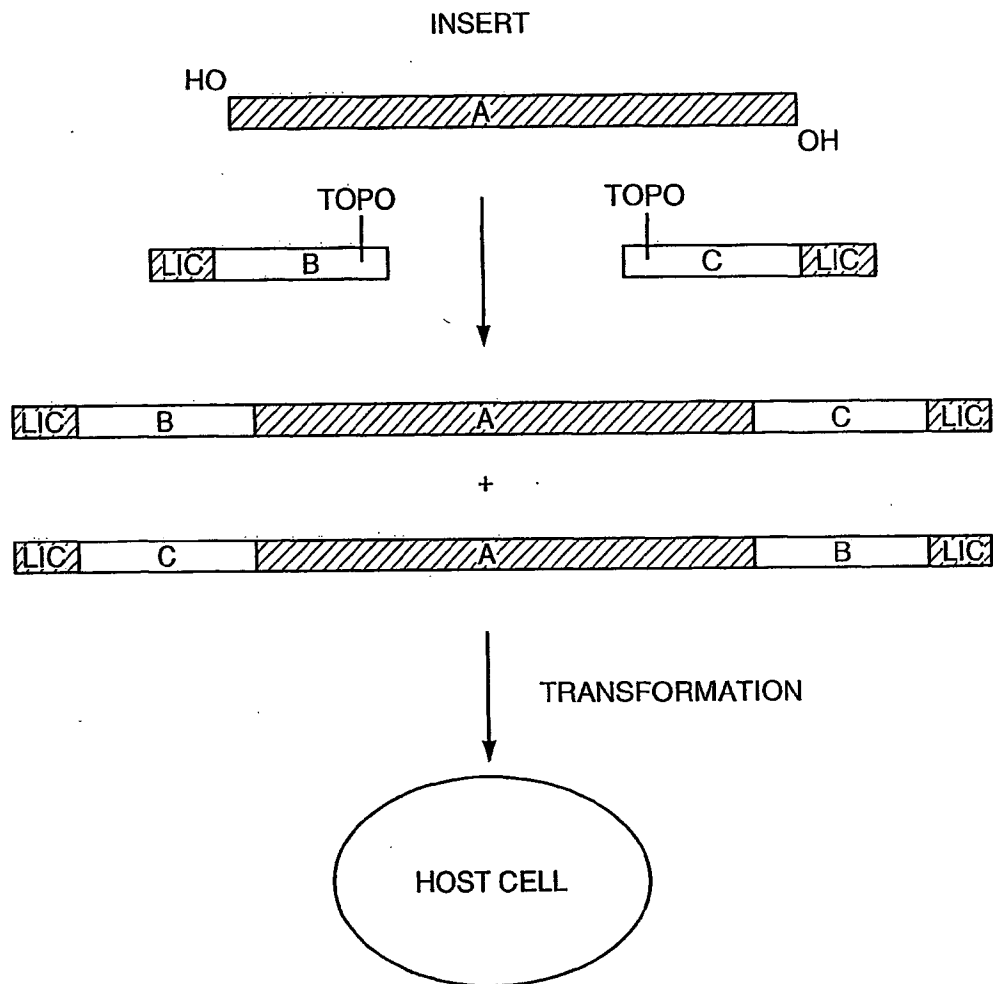 INSERT
HO
A
OH
TOPO TOPO
LIC B C LIC
LIC B A C LIC
+
LIC C A B LIC
TRANSFORMATION
HOST CELL